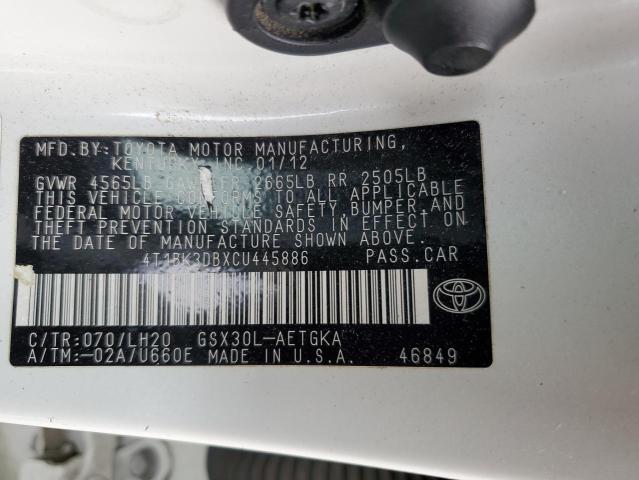 MFD.BY:TOYOTA MOTOR MANUFACTURING,
KENTUCKY, INC 01/12
GVWR 4565LB GAWR FR 2665LB RR 2505LB
THIS VEHICLE CONFORMS TO ALL APPLICABLE
FEDERAL MOTOR VEHICLE SAFETY,BUMPER,AND
THEFT PREVENTION STANDARDS IN EFFECT ON
THE DATE OF MANUFACTURE SHOWN ABOVE.
4T1BK3DBXCU445886 PASS.CAR
C/TR:070/LH20 GSX30L-AETGKA
A/TM:-02A/U660E MADE IN U.S.A. 46849